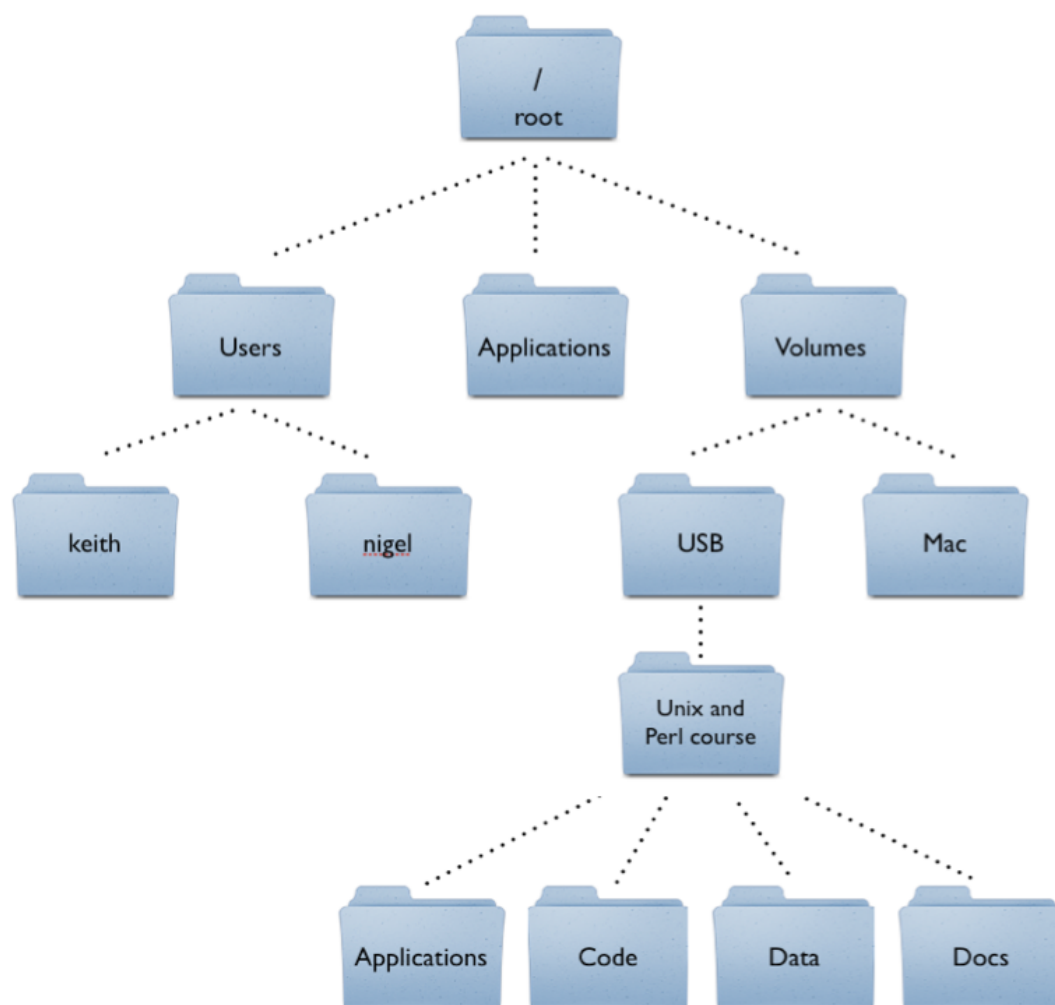 /
root
Users
Applications
Volumes
keith
nigel
USB
Mac
Unix and
Perl course
Applications
Code
Data
Docs